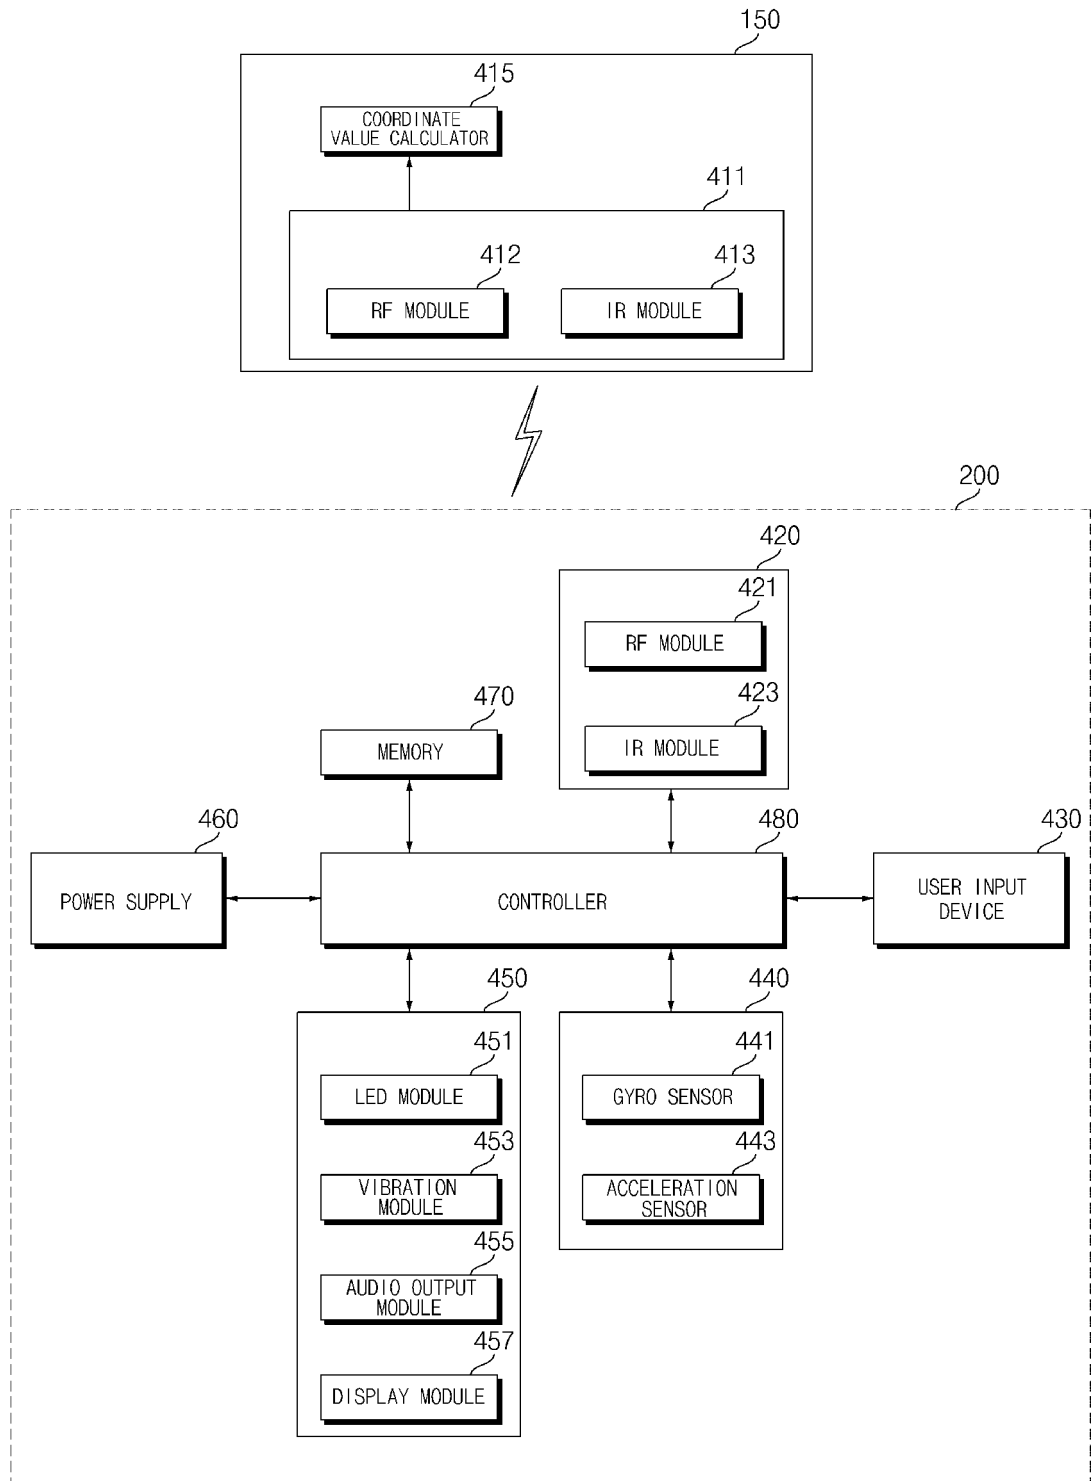 150
415
COORDINATE
VALUE CALCULATOR
411
412
413
RF MODULE
IR MODULE
200
420
421
RF MODULE
470
423
MEMORY
IR MODULE
460
480
430
POWER SUPPLY
CONTROLLER
USER INPUT
DEVICE
450
440
451
441
LED MODULE
GYRO SENSOR
453
443
VIBRATION
MODULE
ACCELERATION
SENSOR
455
AUDIO OUTPUT
MODULE
457
DISPLAY MODULE